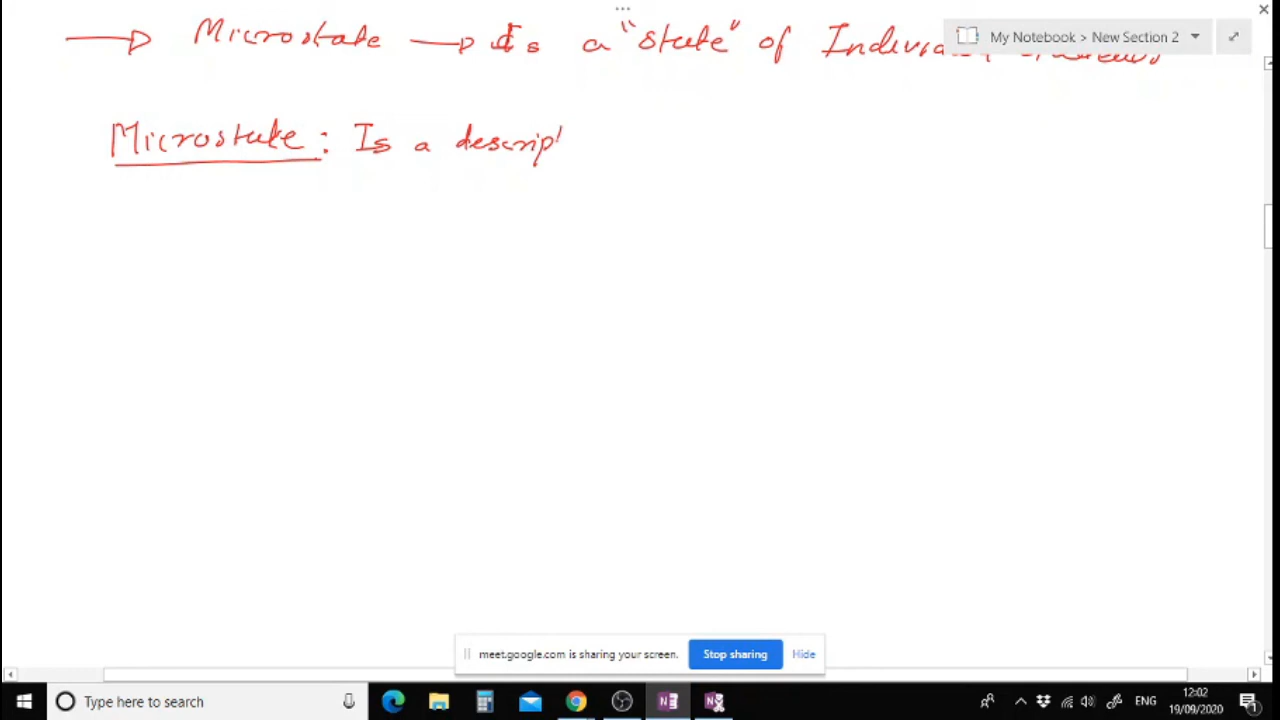 Microstate → Is a "state" of
My Notebook > New Section 2
Microstate: Is a descrip
meet.google.com is sharing your screen. Stop sharing Hide
Type here to search
ENG
12:02
19/09/2020
1